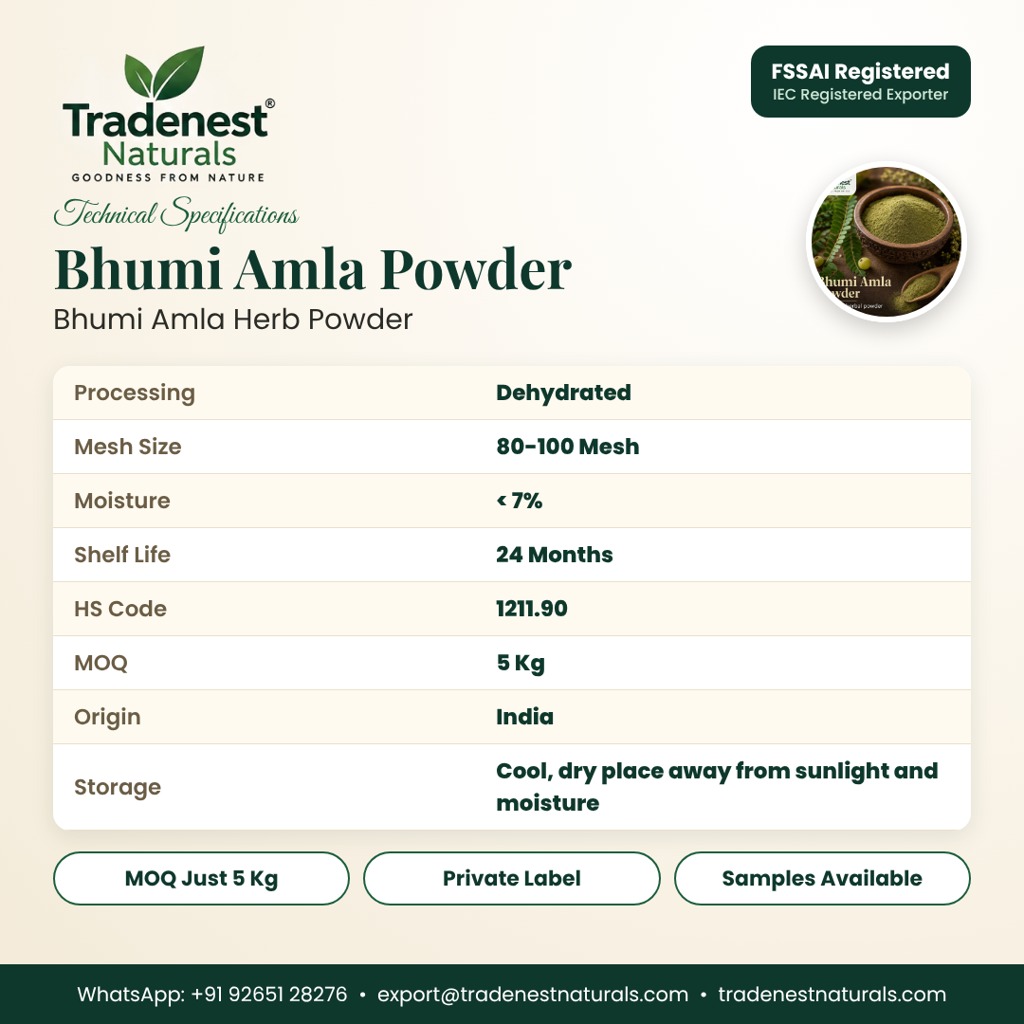 Tradenest®
Naturals
GOODNESS FROM NATURE
FSSAI Registered
IEC Registered Exporter
Technical Specifications
Bhumi Amla Powder
Bhumi Amla Herb Powder
Bhumi Amla
Processing Dehydrated
Mesh Size 80-100 Mesh
Moisture < 7%
Shelf Life 24 Months
HS Code 1211.90
MOQ 5 Kg
Origin India
Storage Cool, dry place away from sunlight and
moisture
MOQ Just 5 Kg
Private Label
Samples Available
WhatsApp: +91 92651 28276 • export@tradenestnaturals.com • tradenestnaturals.com